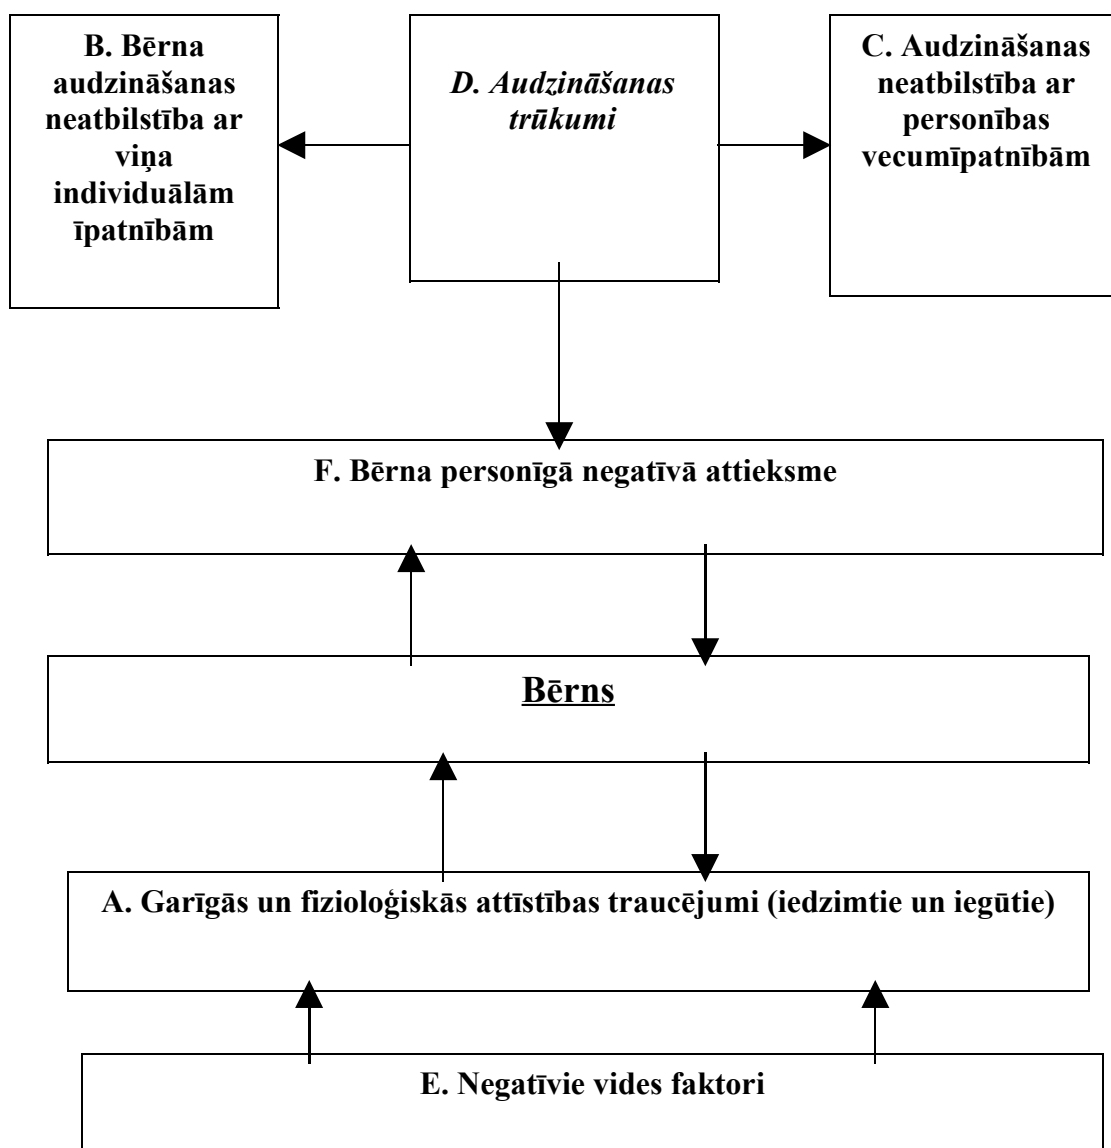 B. Bērna
audzināšanas
neatbilstība ar
viņa
individuālām
īpatnībām
D. Audzināšanas
trūkumi
C. Audzināšanas
neatbilstība ar
personības
vecumīpatnībām
F. Bērna personīgā negatīvā attieksme
Bērns
A. Garīgās un fizioloģiskās attīstības traucējumi (iedzimtie un iegūtie)
E. Negatīvie vides faktori